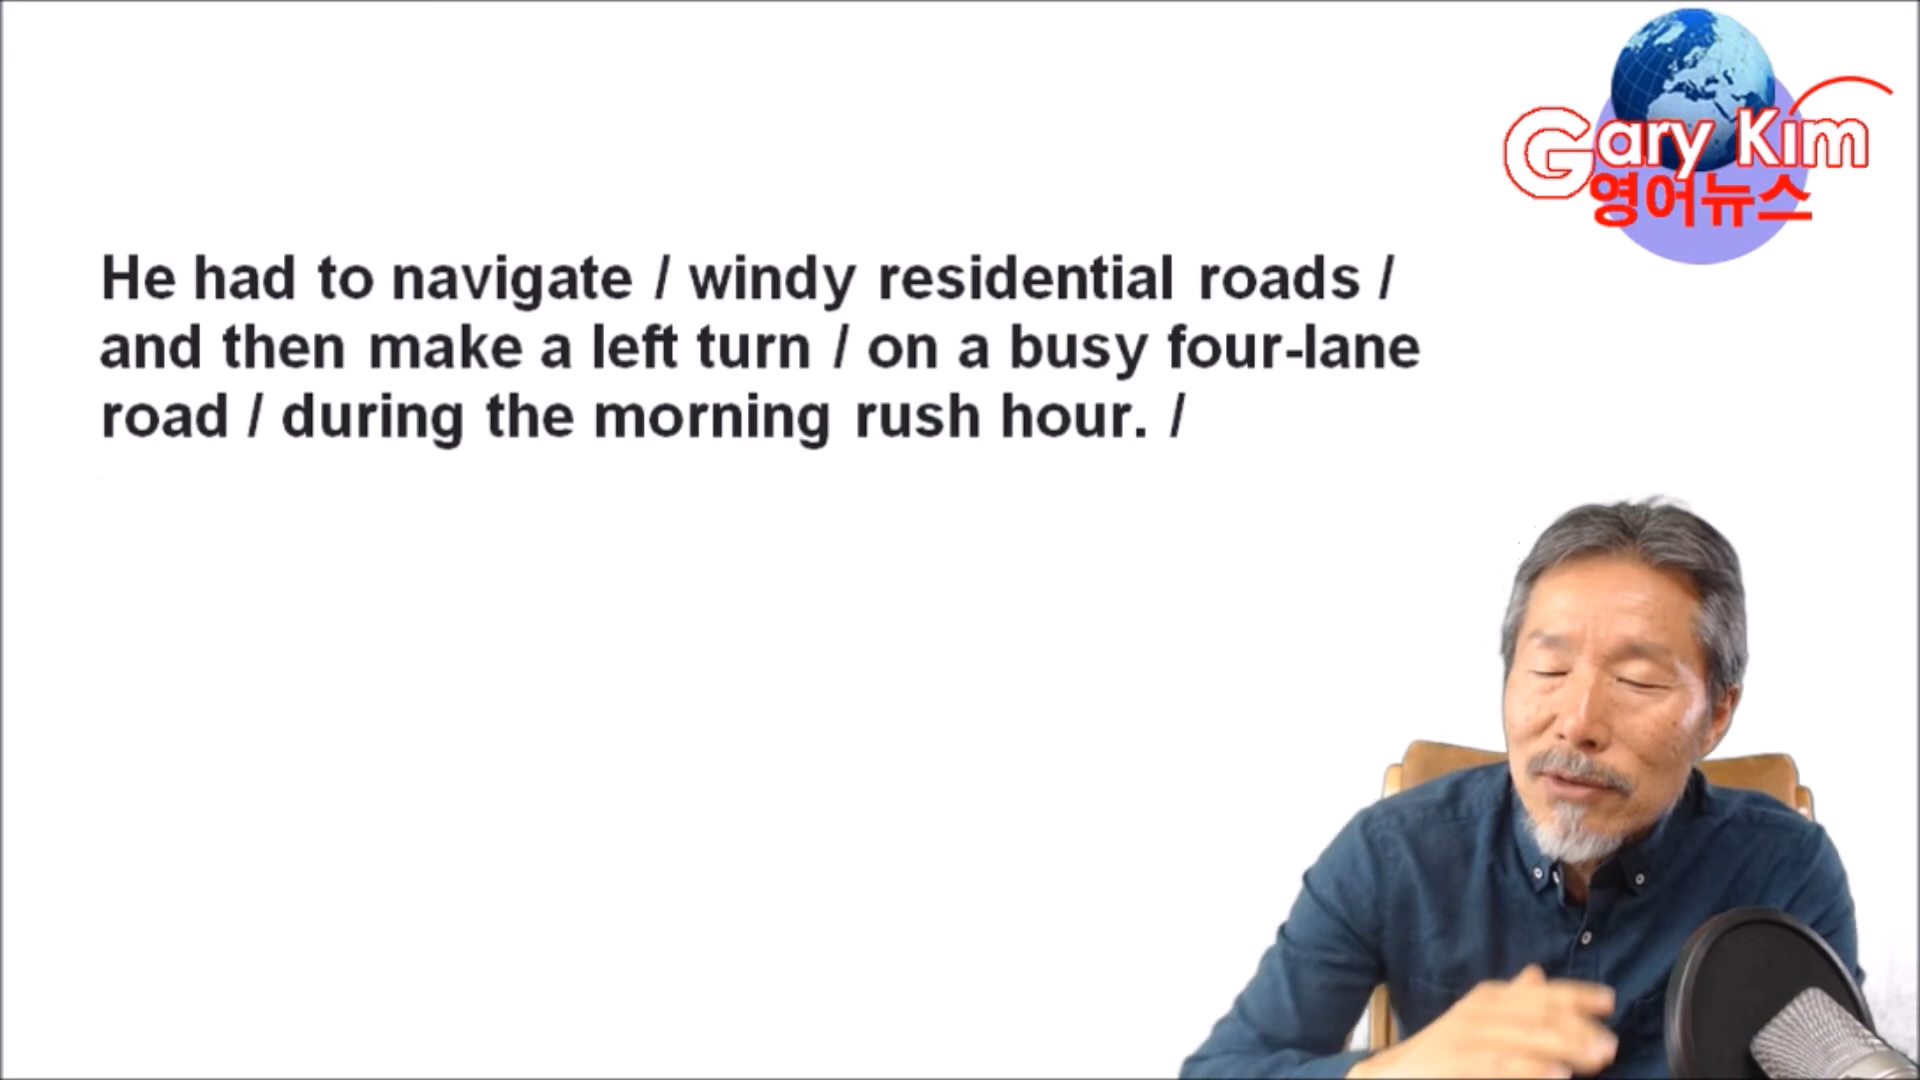 Gary Kim
영어뉴스
He had to navigate / windy residential roads /
and then make a left turn / on a busy four-lane
road / during the morning rush hour. /